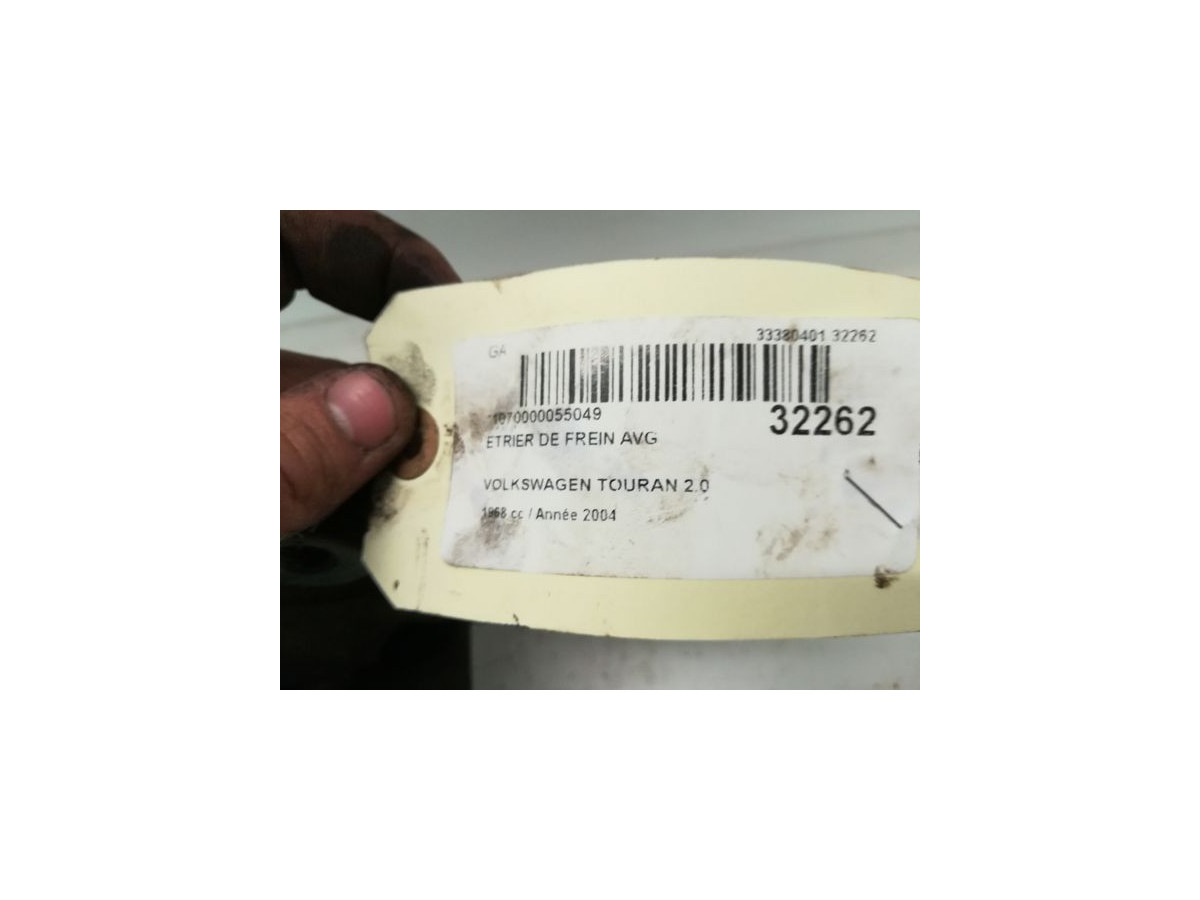 33380401 32262
GA
*1070000055049
32262
ETRIER DE FREIN AVG
VOLKSWAGEN TOURAN 2.0
1968 cc / Année 2004